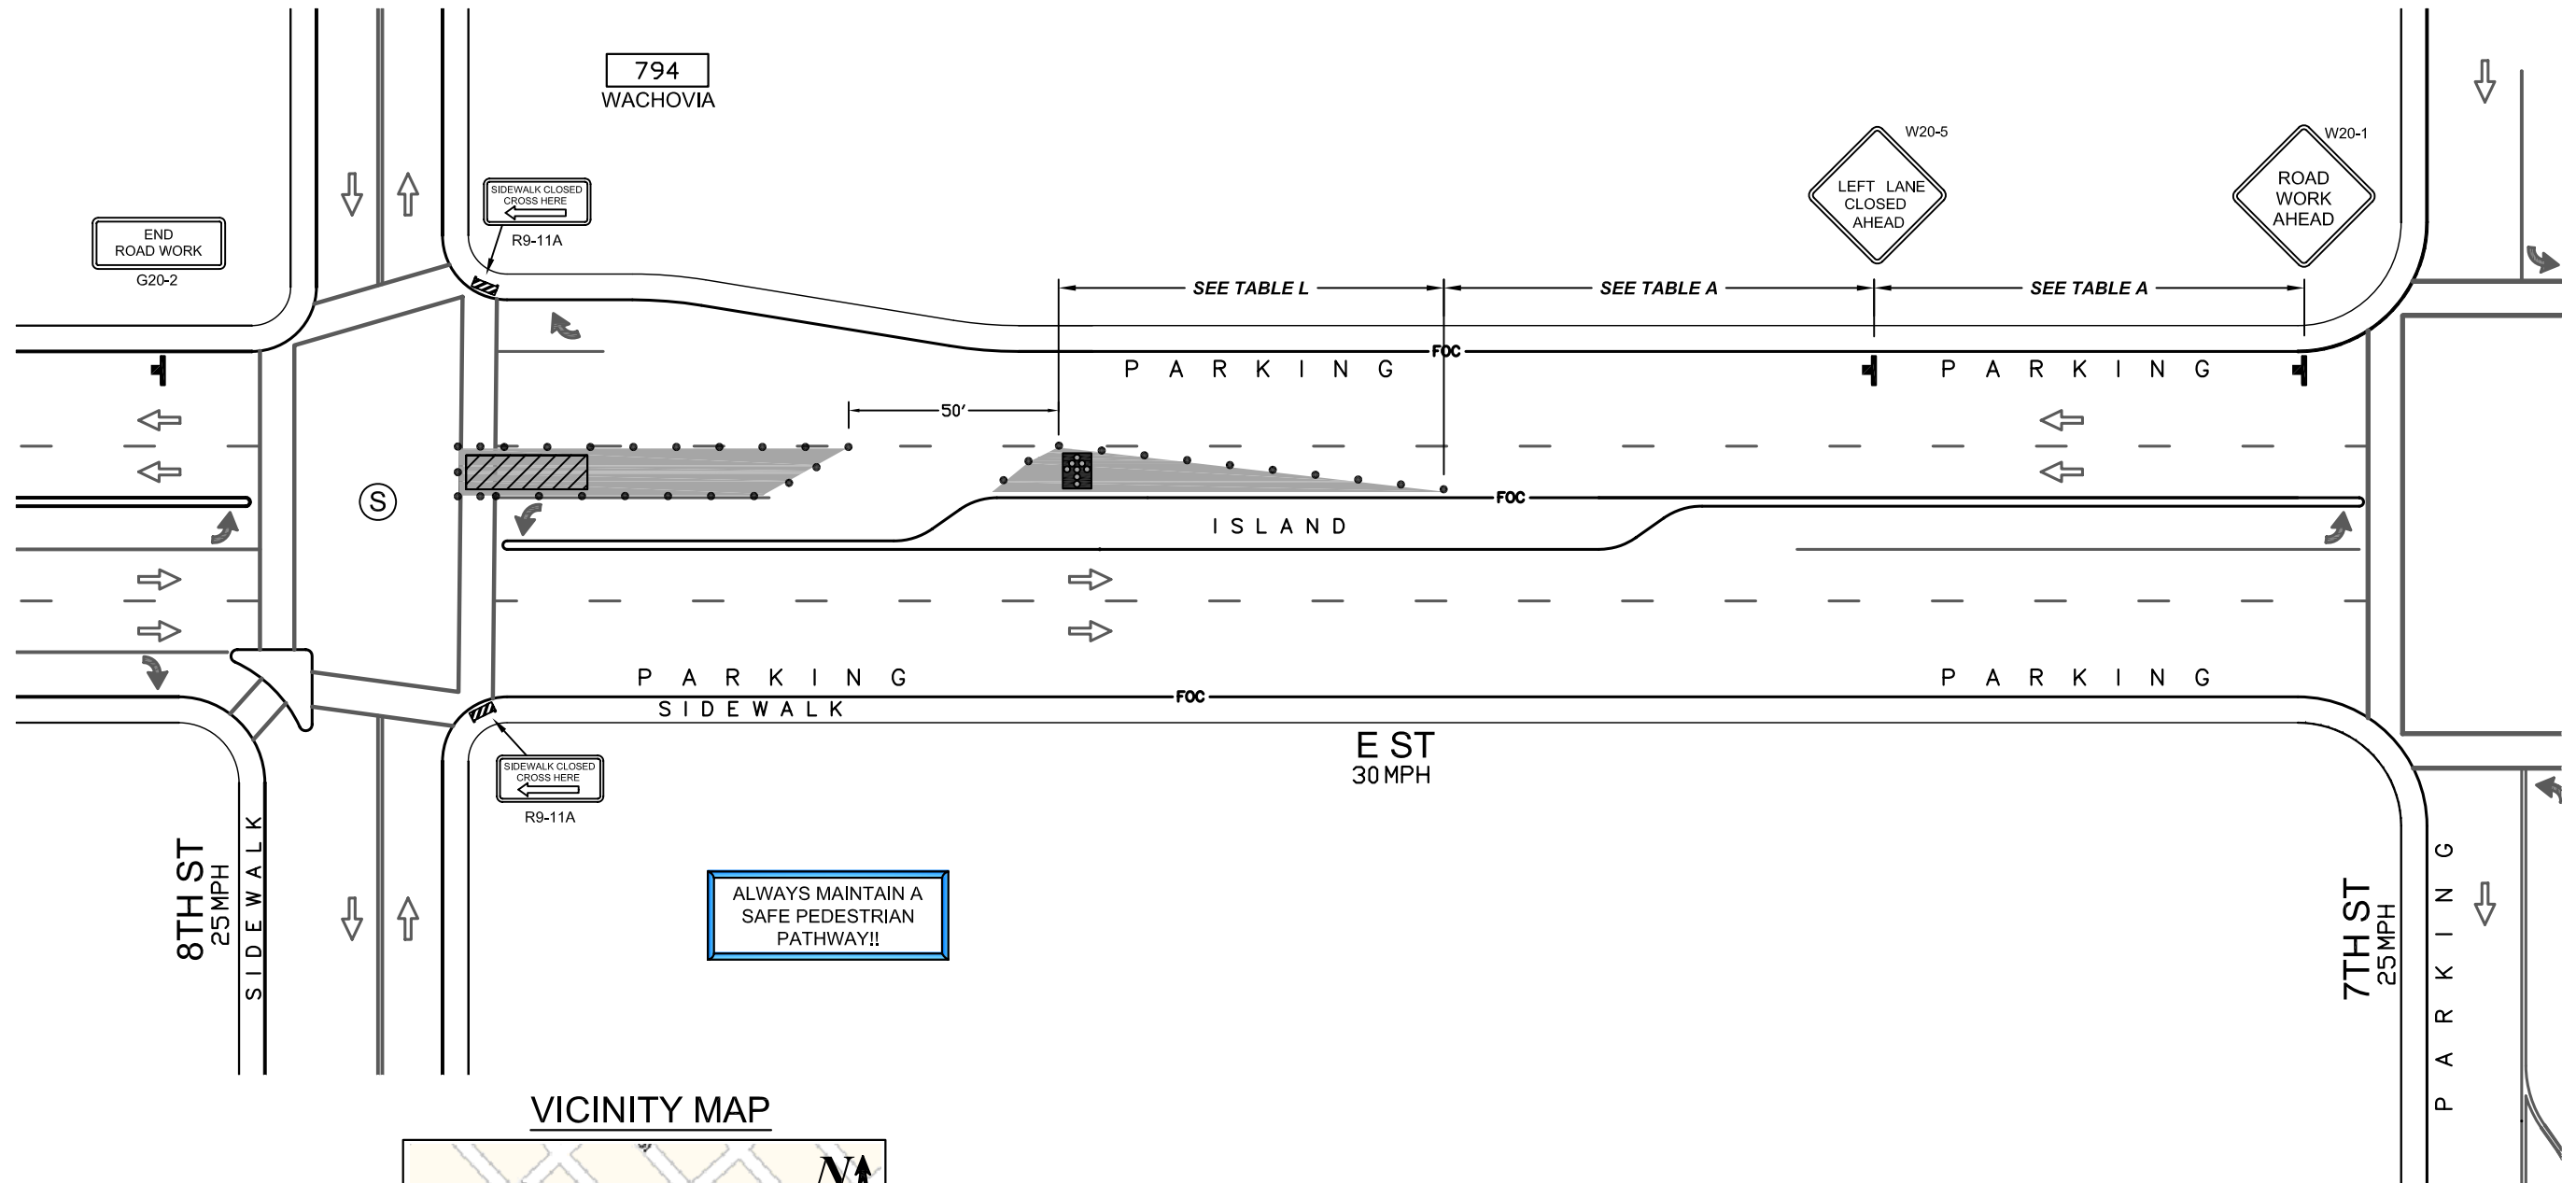 794
WACHOVIA
SIDEWALK CLOSED
CROSS HERE
R9-11A
END
ROAD WORK
G20-2
W20-5
LEFT LANE
CLOSED
AHEAD
W20-1
ROAD
WORK
AHEAD
SEE TABLE L
SEE TABLE A
SEE TABLE A
FOC
PARKING
PARKING
50'
S
FOC
ISLAND
PARKING
PARKING
FOC
SIDEWALK
E ST
30 MPH
SIDEWALK CLOSED
CROSS HERE
R9-11A
8TH ST
25 MPH
SIDEWALK
ALWAYS MAINTAIN A
SAFE PEDESTRIAN
PATHWAY!!
7TH ST
25 MPH
PARKING
VICINITY MAP
N